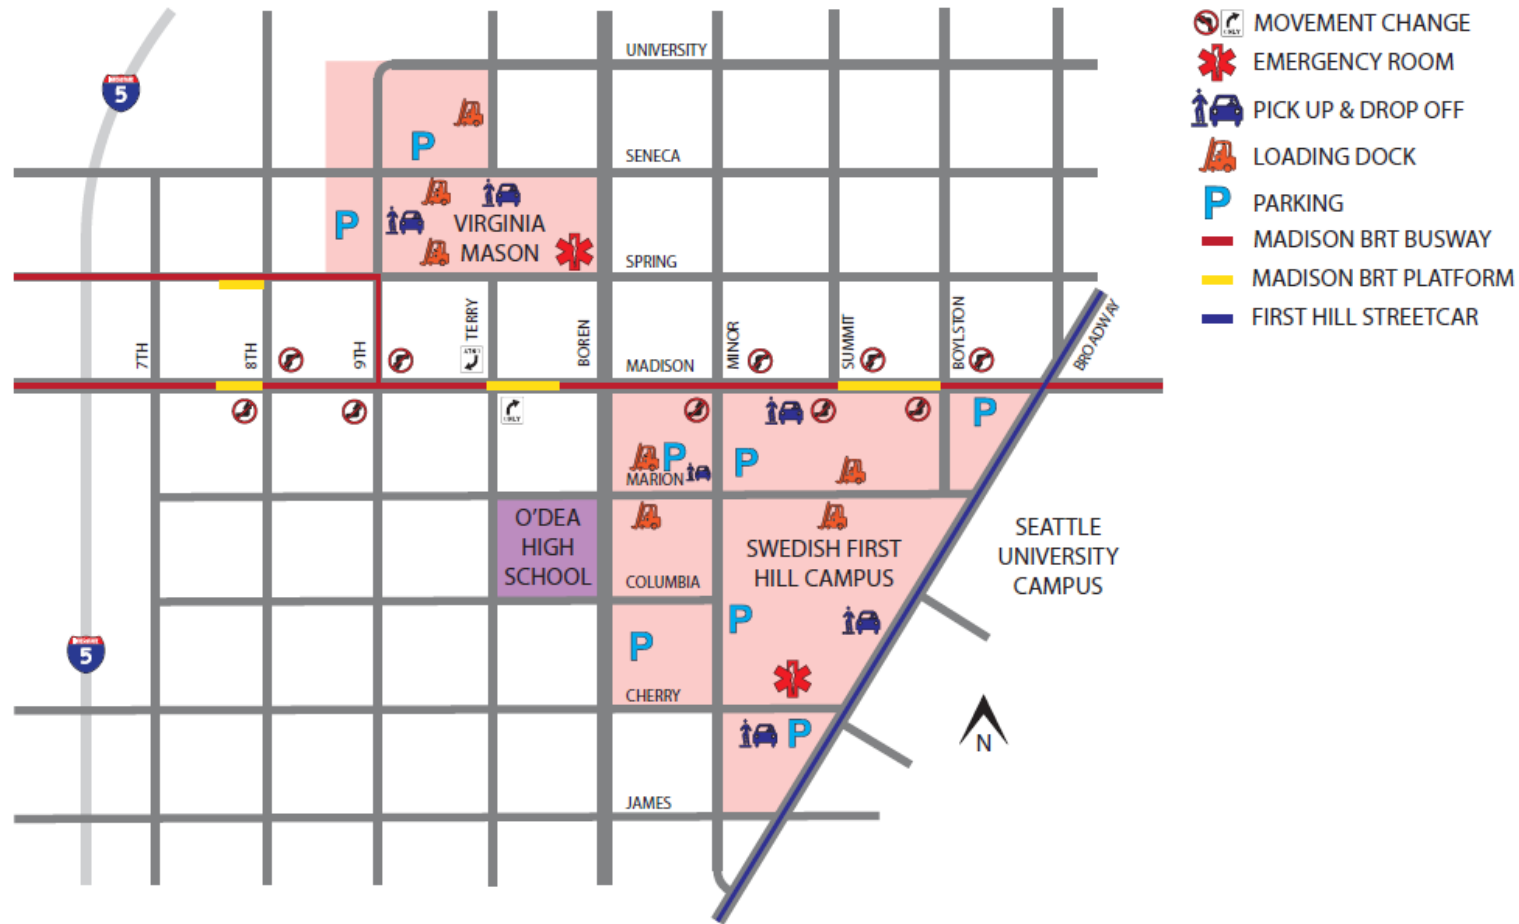 MOVEMENT CHANGE
EMERGENCY ROOM
PICK UP & DROP OFF
LOADING DOCK
P PARKING
MADISON BRT BUSWAY
MADISON BRT PLATFORM
FIRST HILL STREETCAR
UNIVERSITY
5
P
SENECA
P
VIRGINIA
MASON
SPRING
7TH
8TH
9TH
TERRY
BOREN
MADISON
MINOR
SUMMIT
BOYLSTON
BROADWAY
ONLY
P
P
P
MARION
O'DEA
HIGH
SCHOOL
SWEDISH FIRST
HILL CAMPUS
SEATTLE
UNIVERSITY
CAMPUS
COLUMBIA
P
P
5
CHERRY
P
N
JAMES